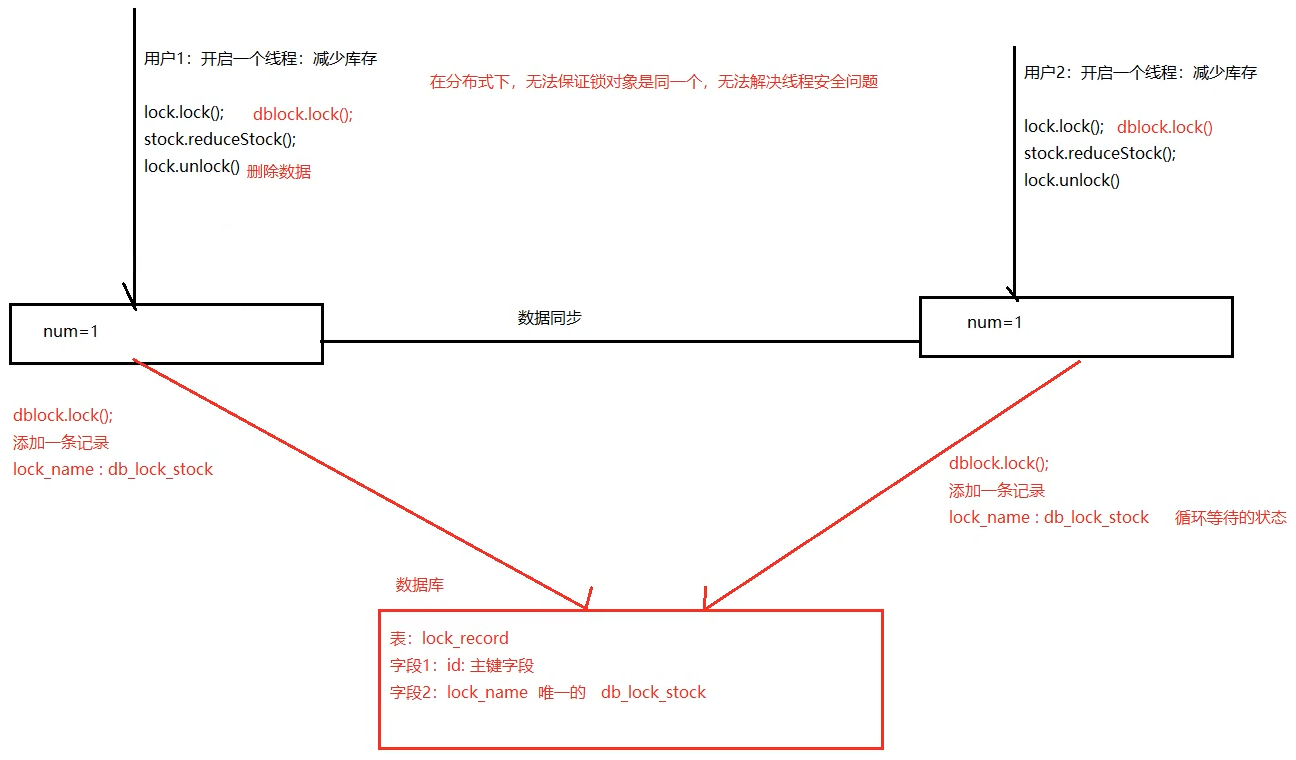 用户1：开启一个线程：减少库存
lock.lock(); dblock.lock();
stock.reduceStock();
lock.unlock() 删除数据
在分布式下，无法保证锁对象是同一个，无法解决线程安全问题
用户2：开启一个线程：减少库存
lock.lock(); dblock.lock()
stock.reduceStock();
lock.unlock()
num=1
数据同步
num=1
dblock.lock();
添加一条记录
lock_name : db_lock_stock
dblock.lock();
添加一条记录
lock_name : db_lock_stock 循环等待的状态
数据库
表：lock_record
字段1：id: 主键字段
字段2：lock_name 唯一的 db_lock_stock